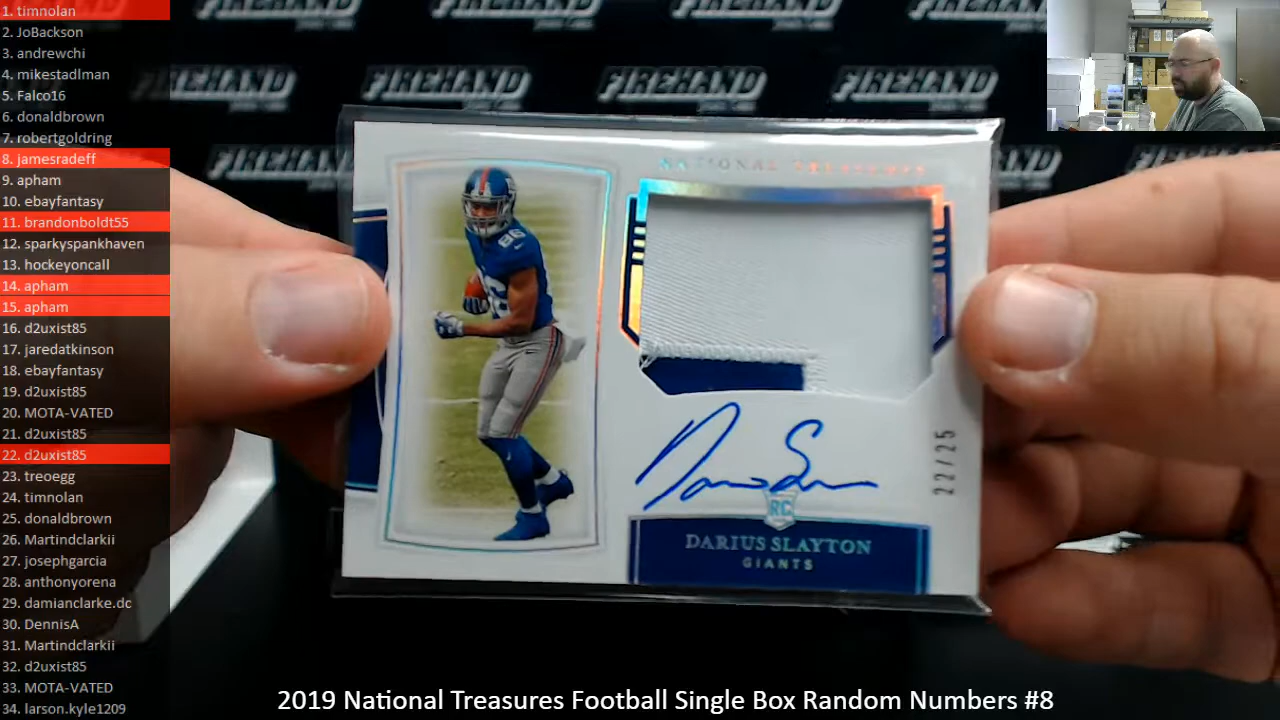 1. timnolan
2. JoBackson
3. andrewchi
4. mikestadlman
5. Falco16
6. donaldbrown
7. robertgoldring
8. jamesradeff
9. apham
10. ebayfantasy
11. brandonboldt55
12. sparkyspankhaven
13. hockeyoncall
14. apham
15. apham
16. d2uxist85
17. jaredatkinson
18. ebayfantasy
19. d2uxist85
20. MOTA-VATED
21. d2uxist85
22. d2uxist85
23. treoegg
24. timnolan
25. donaldbrown
26. Martindclarkii
27. josephgarcia
28. anthonyorena
29. damianclarke.dc
30. DennisA
31. Martindclarkii
32. d2uxist85
33. MOTA-VATED
34. larson.kyle1209
FIREHAND FIREHAND FIREHAND
FIREHAND
NATIONAL TREASURES
86
22/25
RC
DARIUS SLAYTON
GIANTS
2019 National Treasures Football Single Box Random Numbers #8